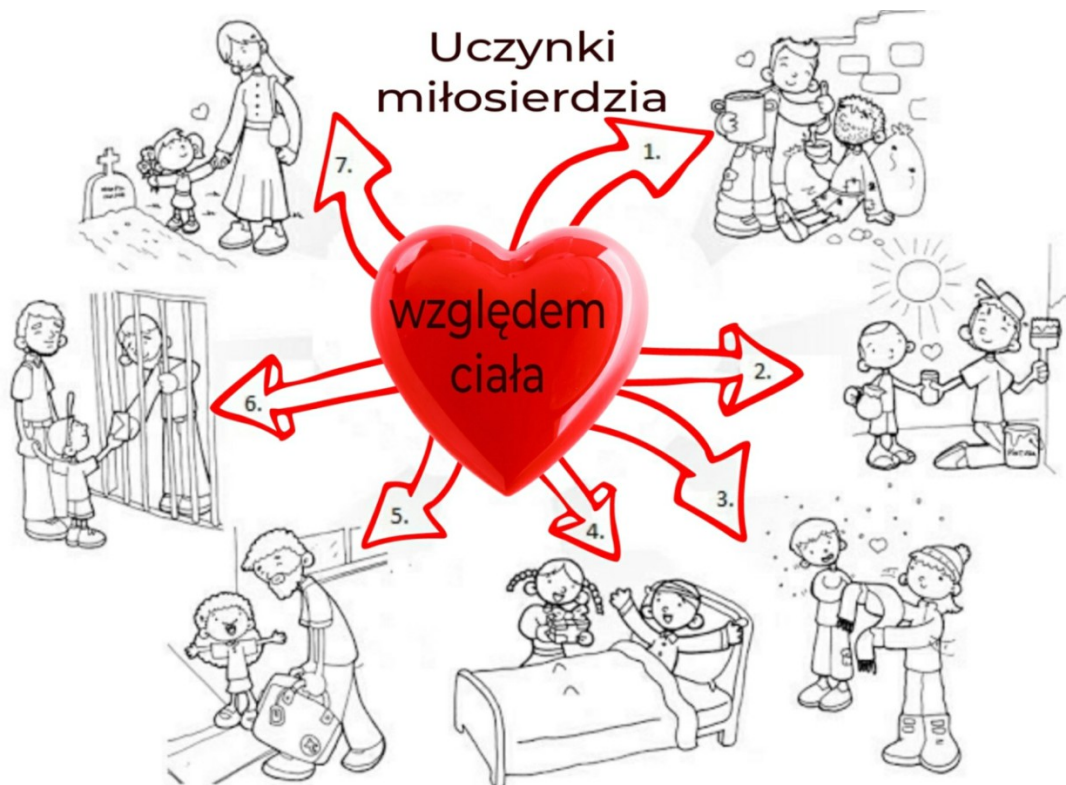 Uczynki
miłosierdzia
1.
7.
względem
ciała
2.
6.
3.
5.
4.